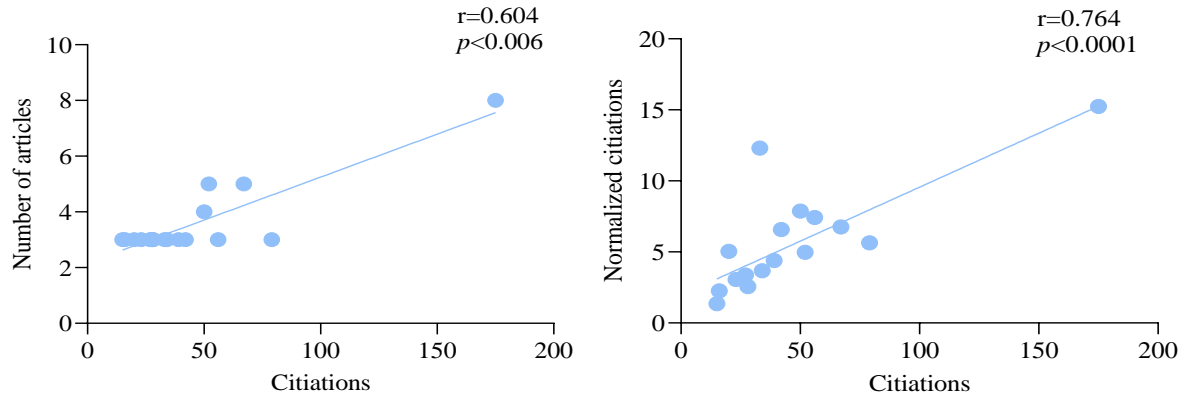 r=0.604
p<0.006
10
8
6
4
2
0
Number of articles
0 50 100 150 200
Citiations
r=0.764
p<0.0001
20
15
10
5
0
Normalized citations
0 50 100 150 200
Citiations